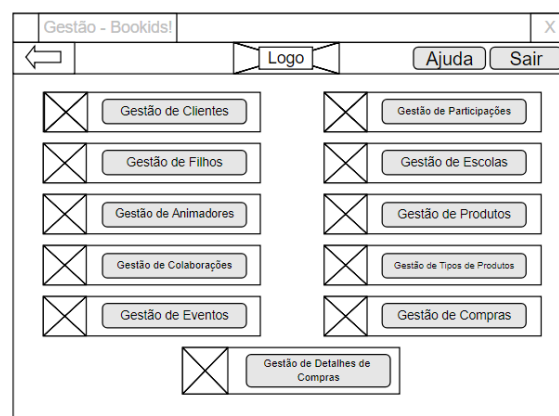 Gestão - Bookids!
X
Logo
Ajuda
Sair
Gestão de Clientes
Gestão de Participações
Gestão de Filhos
Gestão de Escolas
Gestão de Animadores
Gestão de Produtos
Gestão de Colaborações
Gestão de Tipos de Produtos
Gestão de Eventos
Gestão de Compras
Gestão de Detalhes de
Compras